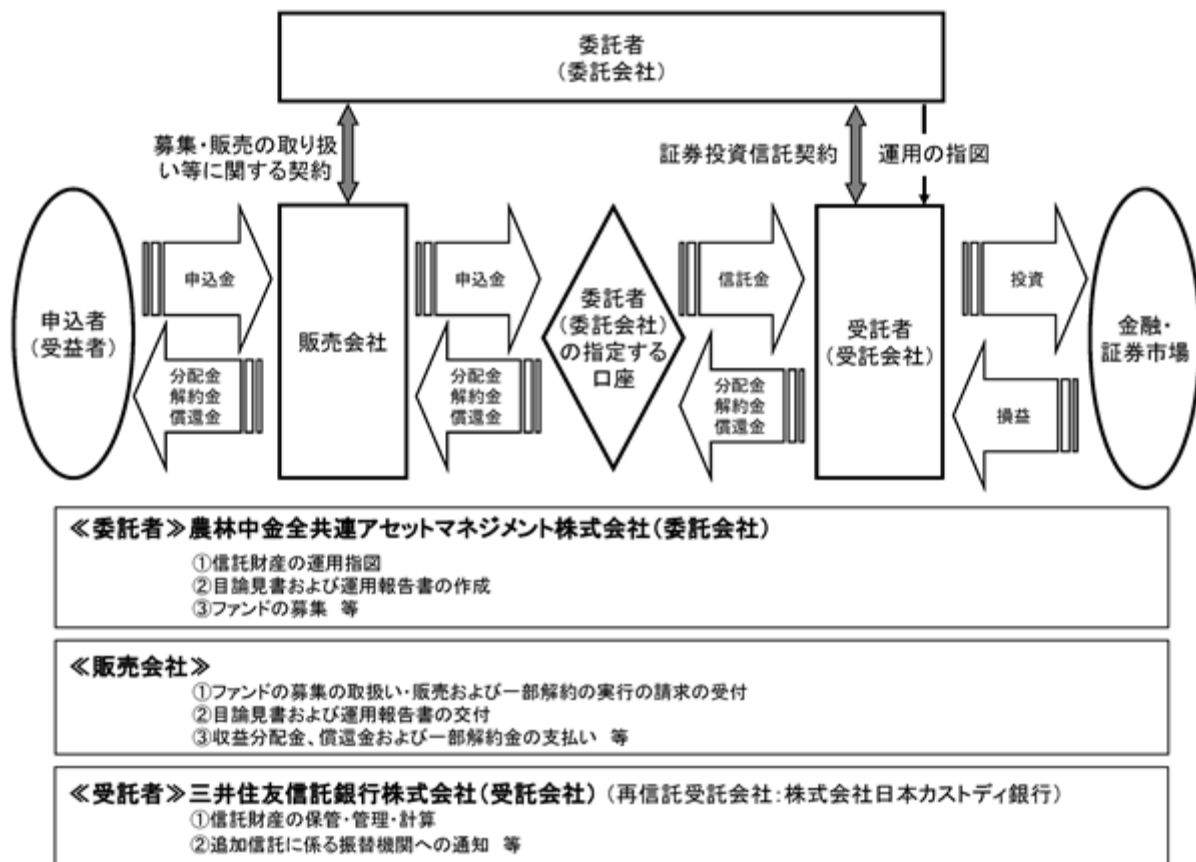 委託者
(委託会社)
募集・販売の取り扱
い等に関する契約
証券投資信託契約
運用の指図
申込者
(受益者)
申込金
分配金
解約金
償還金
販売会社
申込金
分配金
解約金
償還金
委託者
(委託会社)
の指定する
口座
信託金
分配金
解約金
償還金
受託者
(受託会社)
投資
損益
金融・
証券市場
≪委託者≫農林中金全共連アセットマネジメント株式会社(委託会社)
①信託財産の運用指図
②目論見書および運用報告書の作成
③ファンドの募集 等
≪販売会社≫
①ファンドの募集の取扱い・販売および一部解約の実行の請求の受付
②目論見書および運用報告書の交付
③収益分配金、償還金および一部解約金の支払い 等
≪受託者≫三井住友信託銀行株式会社(受託会社) (再信託受託会社:株式会社日本カストディ銀行)
①信託財産の保管・管理・計算
②追加信託に係る振替機関への通知 等